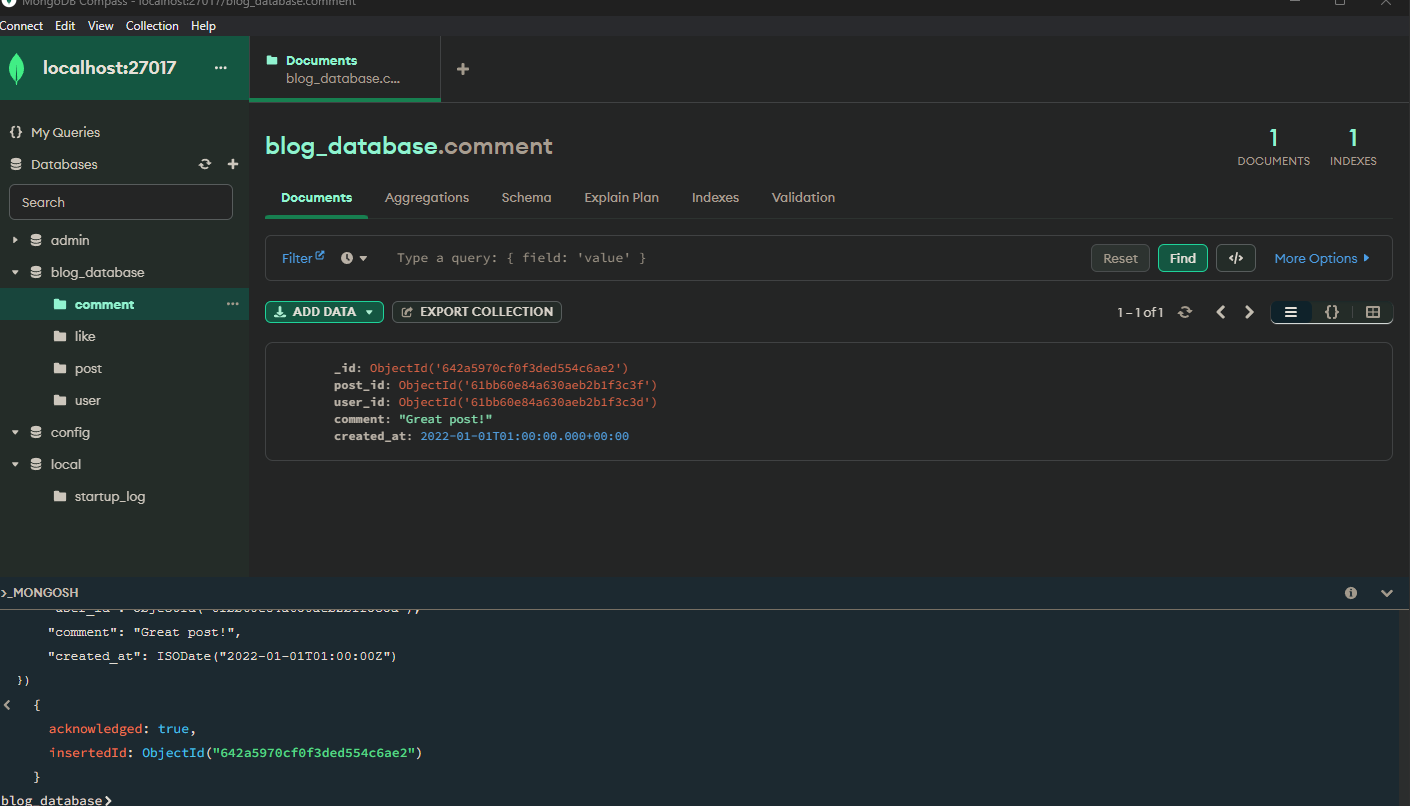 MongoDB Compass - localhost:27017/blog_database.comment
Connect Edit View Collection Help
localhost:27017 ...
Documents
blog_database.c...
+
{} My Queries
Databases
Search
admin
blog_database
comment ...
like
post
user
config
local
startup_log
blog_database.comment
1
DOCUMENTS
1
INDEXES
Documents Aggregations Schema Explain Plan Indexes Validation
Filter Type a query: { field: 'value' } Reset Find </> More Options
ADD DATA EXPORT COLLECTION 1 – 1 of 1 {}
_id: ObjectId('642a5970cf0f3ded554c6ae2')
post_id: ObjectId('61bb60e84a630aeb2b1f3c3f')
user_id: ObjectId('61bb60e84a630aeb2b1f3c3d')
comment: "Great post!"
created_at: 2022-01-01T01:00:00.000+00:00
>_MONGOSH
"user_id": ObjectId("61bb60e84a630aeb2b1f3c3d"),
"comment": "Great post!",
"created_at": ISODate("2022-01-01T01:00:00Z")
})
< {
acknowledged: true,
insertedId: ObjectId("642a5970cf0f3ded554c6ae2")
}
blog_database>